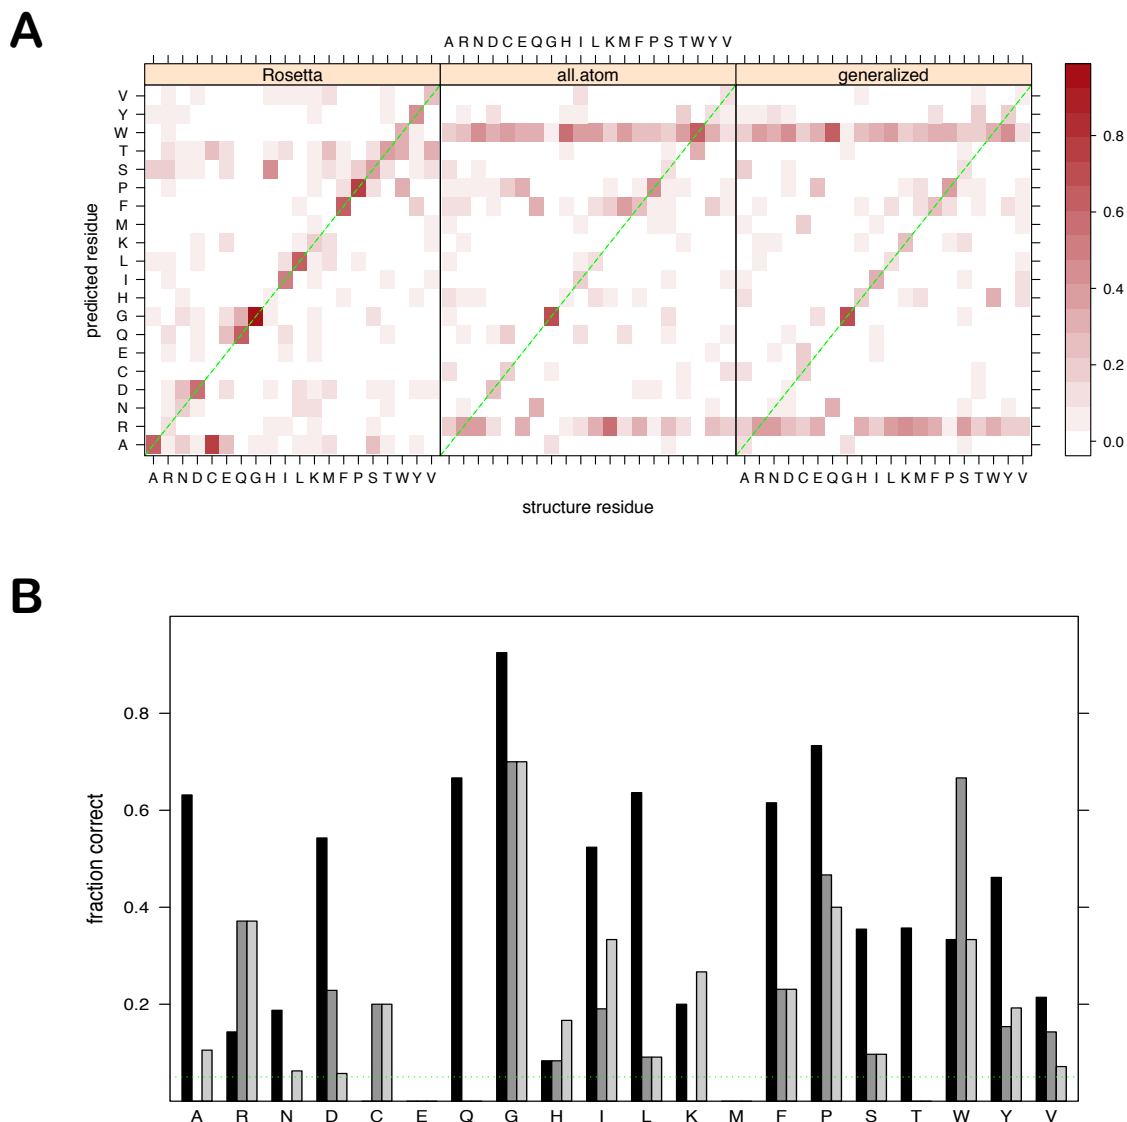 A
A R N D C E Q G H I L K M F P S T W Y V
Rosetta all.atom generalized
V
Y
W
T
S
P
F
M
K
L
I
H
G
Q
E
C
D
N
R
A
predicted residue
0.8
0.6
0.4
0.2
0.0
A R N D C E Q G H I L K M F P S T W Y V A R N D C E Q G H I L K M F P S T W Y V
structure residue
B
fraction correct
0.8
0.6
0.4
0.2
A R N D C E Q G H I L K M F P S T W Y V